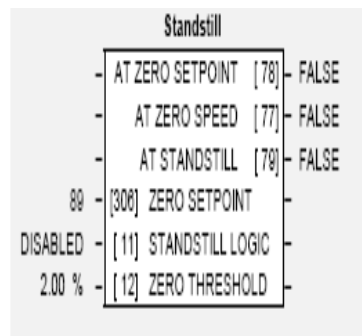 Standstill
AT ZERO SETPOINT [78] – FALSE
AT ZERO SPEED [77] – FALSE
AT STANDSTILL [79] – FALSE
89 – [306] ZERO SETPOINT –
DISABLED – [ 11] STANDSTILL LOGIC –
2.00 % – [ 12] ZERO THRESHOLD –